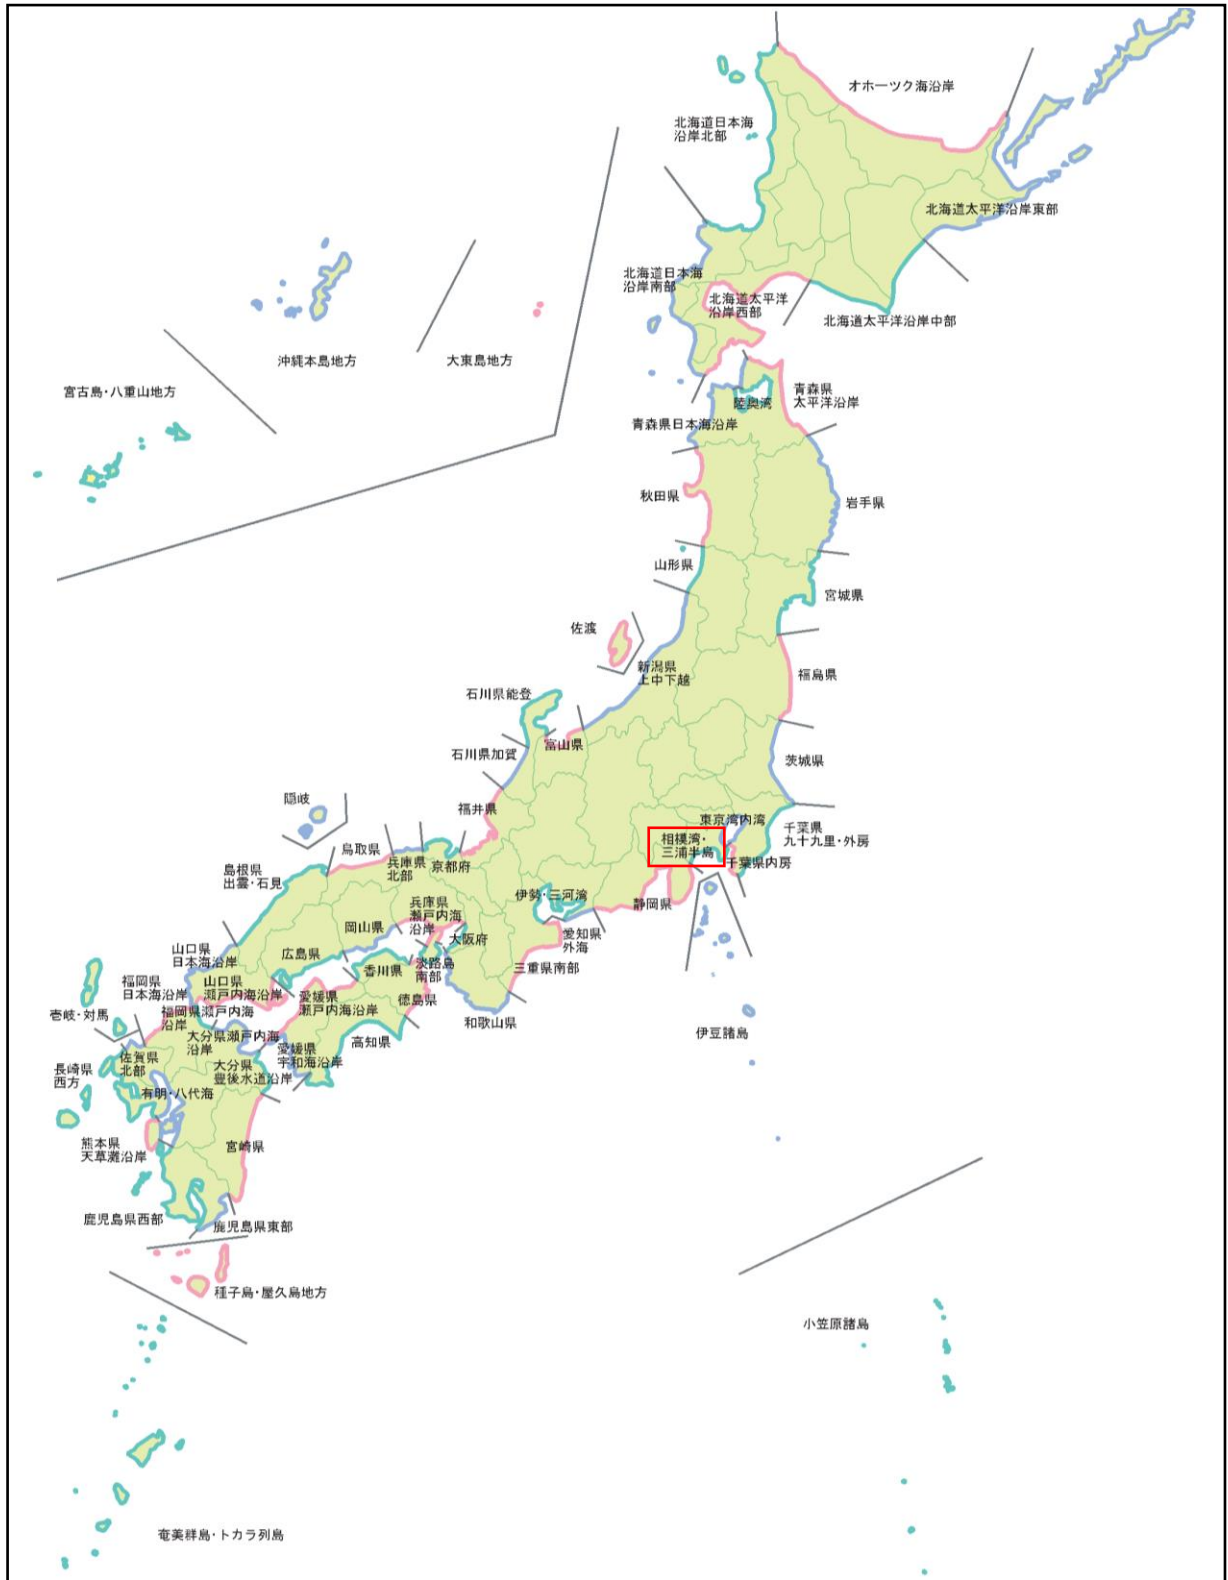 オホーツク海沿岸
北海道日本海
沿岸北部
北海道太平洋沿岸東部
北海道日本海
沿岸南部
北海道太平洋
沿岸西部
北海道太平洋沿岸中部
沖縄本島地方
大東島地方
宮古島・八重山地方
陸奥湾
青森県
太平洋沿岸
青森県日本海沿岸
秋田県
岩手県
山形県
宮城県
佐渡
新潟県
上中下越
福島県
石川県能登
富山県
石川県加賀
茨城県
隠岐
福井県
東京湾内湾
千葉県
九十九里・外房
相模湾・
三浦半島
千葉県内房
鳥取県
兵庫県
北部
京都府
島根県
出雲・石見
伊勢・三河湾
静岡県
兵庫県
瀬戸内海
沿岸
岡山県
大阪府
愛知県
外海
山口県
日本海沿岸
広島県
香川県
淡路島
南部
三重県南部
福岡県
日本海沿岸
山口県
瀬戸内海沿岸
愛媛県
瀬戸内海沿岸
徳島県
壱岐・対馬
福岡県瀬戸内海
沿岸
和歌山県
伊豆諸島
大分県瀬戸内海
沿岸
愛媛県
宇和海沿岸
高知県
佐賀県
北部
長崎県
西方
大分県
豊後水道沿岸
有明・八代海
熊本県
天草灘沿岸
宮崎県
鹿児島県西部
鹿児島県東部
種子島・屋久島地方
小笠原諸島
奄美群島・トカラ列島